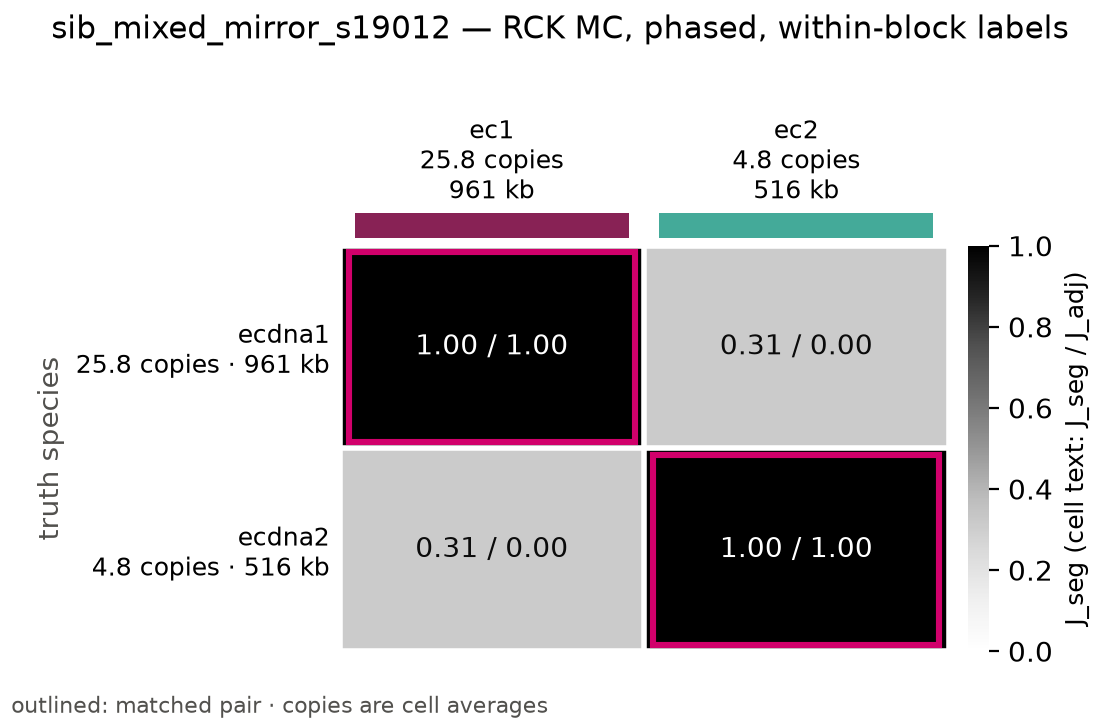 sib_mixed_mirror_s19012 — RCK MC, phased, within-block labels
ec1
25.8 copies
961 kb
ec2
4.8 copies
516 kb
truth species
ecdna1
25.8 copies · 961 kb
1.00 / 1.00
0.31 / 0.00
ecdna2
4.8 copies · 516 kb
0.31 / 0.00
1.00 / 1.00
1.0
0.8
0.6
0.4
0.2
0.0
J_seg (cell text: J_seg / J_adj)
outlined: matched pair · copies are cell averages